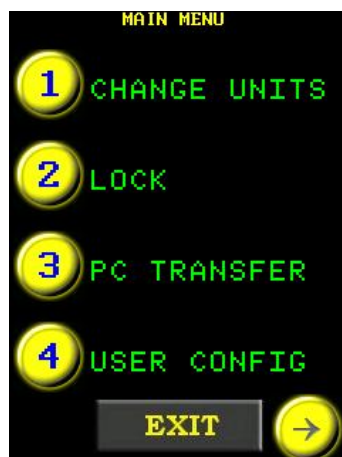 MAIN MENU
1 CHANGE UNITS
2 LOCK
3 PC TRANSFER
4 USER CONFIG
EXIT →